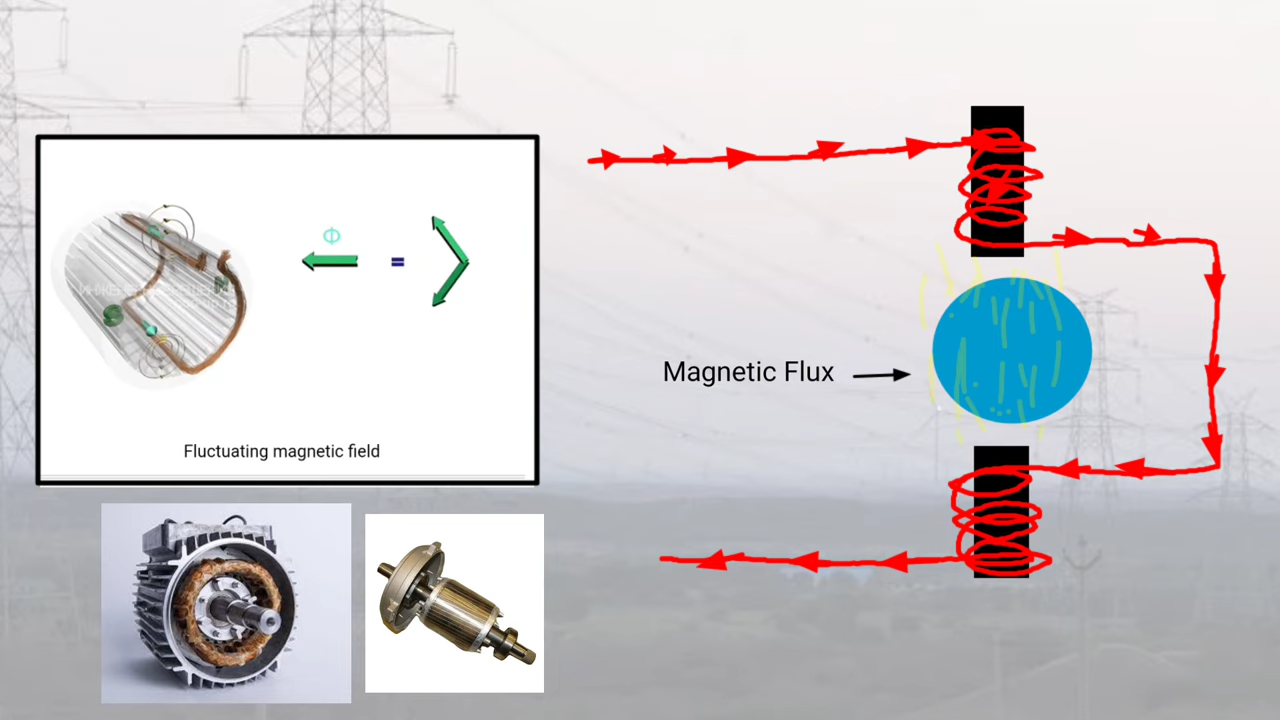 Φ
=
N
Fluctuating magnetic field
Magnetic Flux